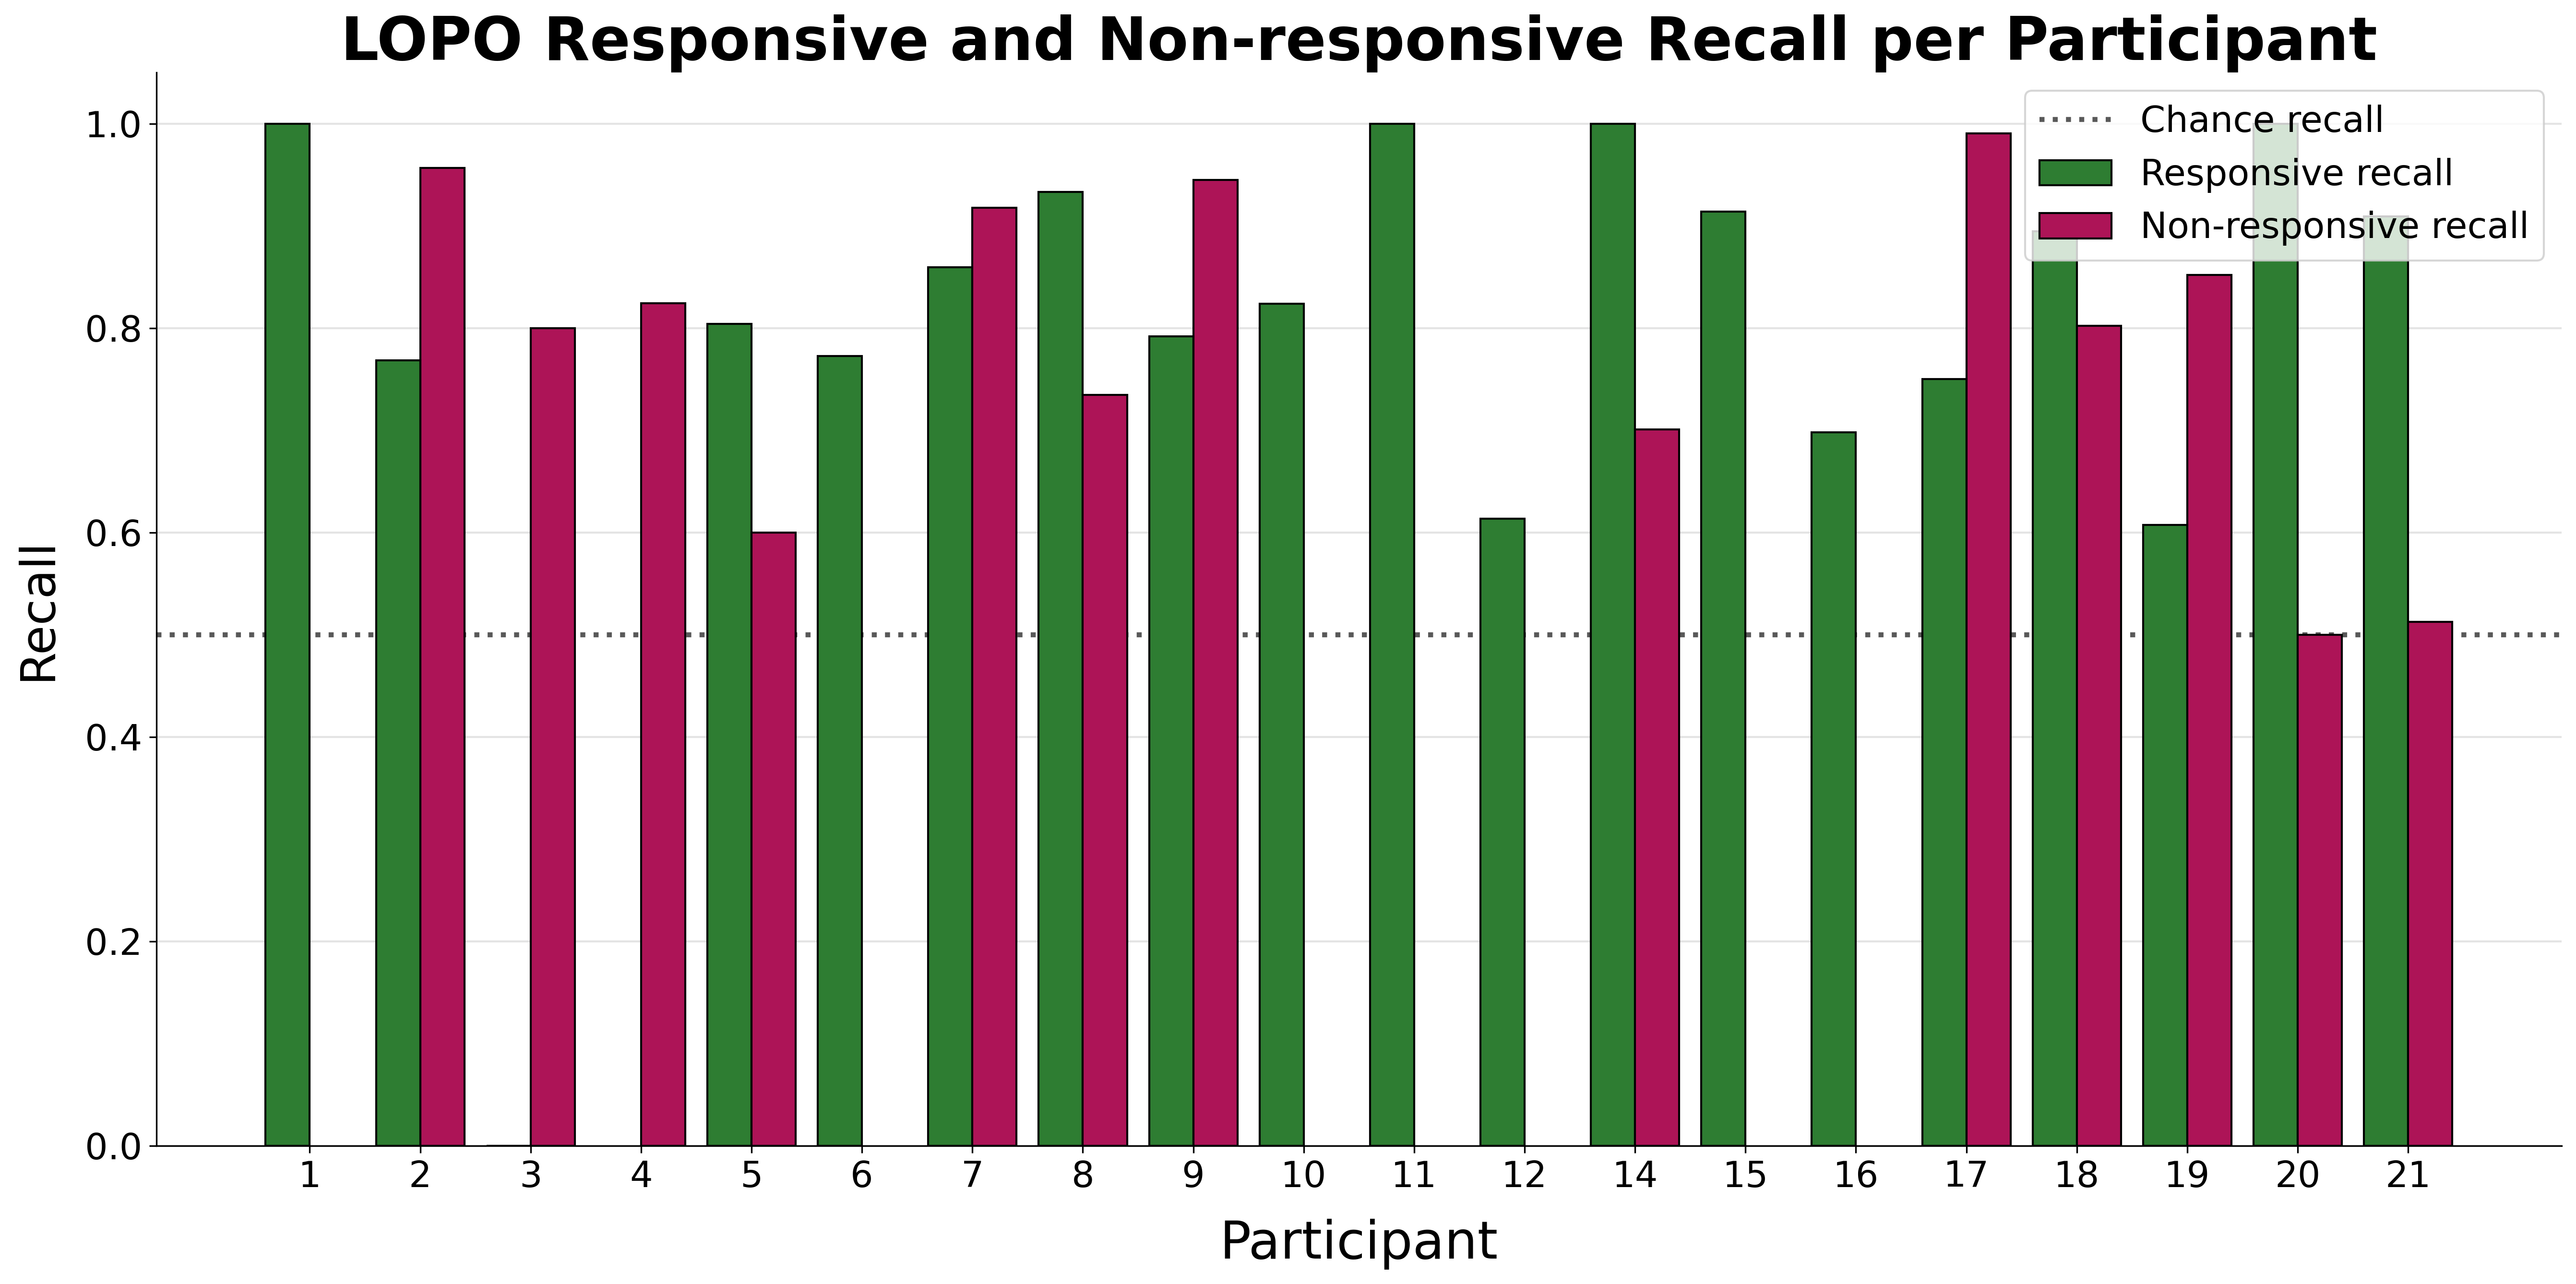 LOPO Responsive and Non-responsive Recall per Participant
Chance recall
Responsive recall
Non-responsive recall
Recall
1.0
0.8
0.6
0.4
0.2
0.0
1 2 3 4 5 6 7 8 9 10 11 12 14 15 16 17 18 19 20 21
Participant